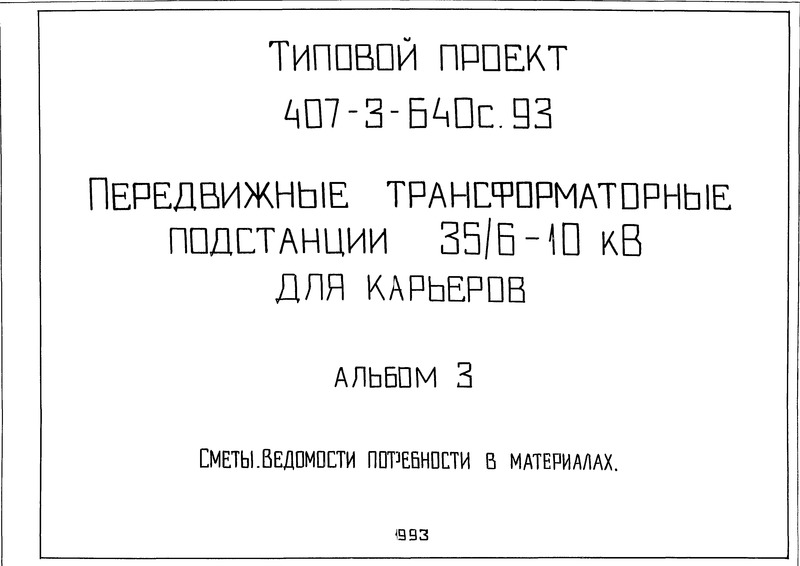 Типовой проект
407-3-640с.93
Передвижные трансформаторные
подстанции 35/6-10 кВ
для карьеров
альбом 3
Сметы. Ведомости потребности в материалах.
1993